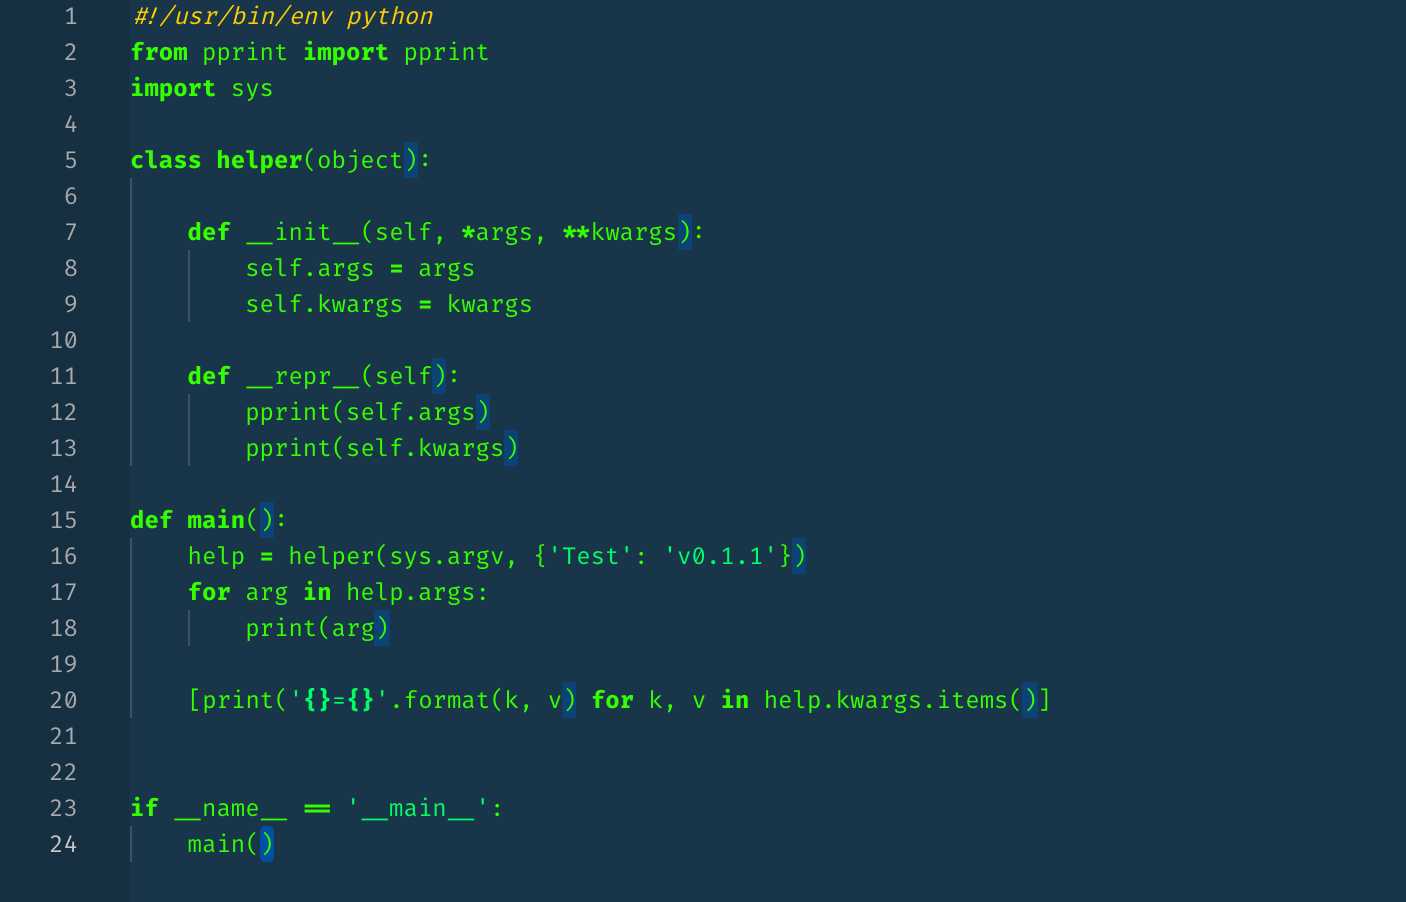 1 #!/usr/bin/env python
2 from pprint import pprint
3 import sys
4
5 class helper(object):
6
7     def __init__(self, *args, **kwargs):
8         self.args = args
9         self.kwargs = kwargs
10
11     def __repr__(self):
12         pprint(self.args)
13         pprint(self.kwargs)
14
15 def main():
16     help = helper(sys.argv, {'Test': 'v0.1.1'})
17     for arg in help.args:
18         print(arg)
19
20     [print('{}={}'.format(k, v) for k, v in help.kwargs.items()]
21
22
23 if __name__ == '__main__':
24     main()